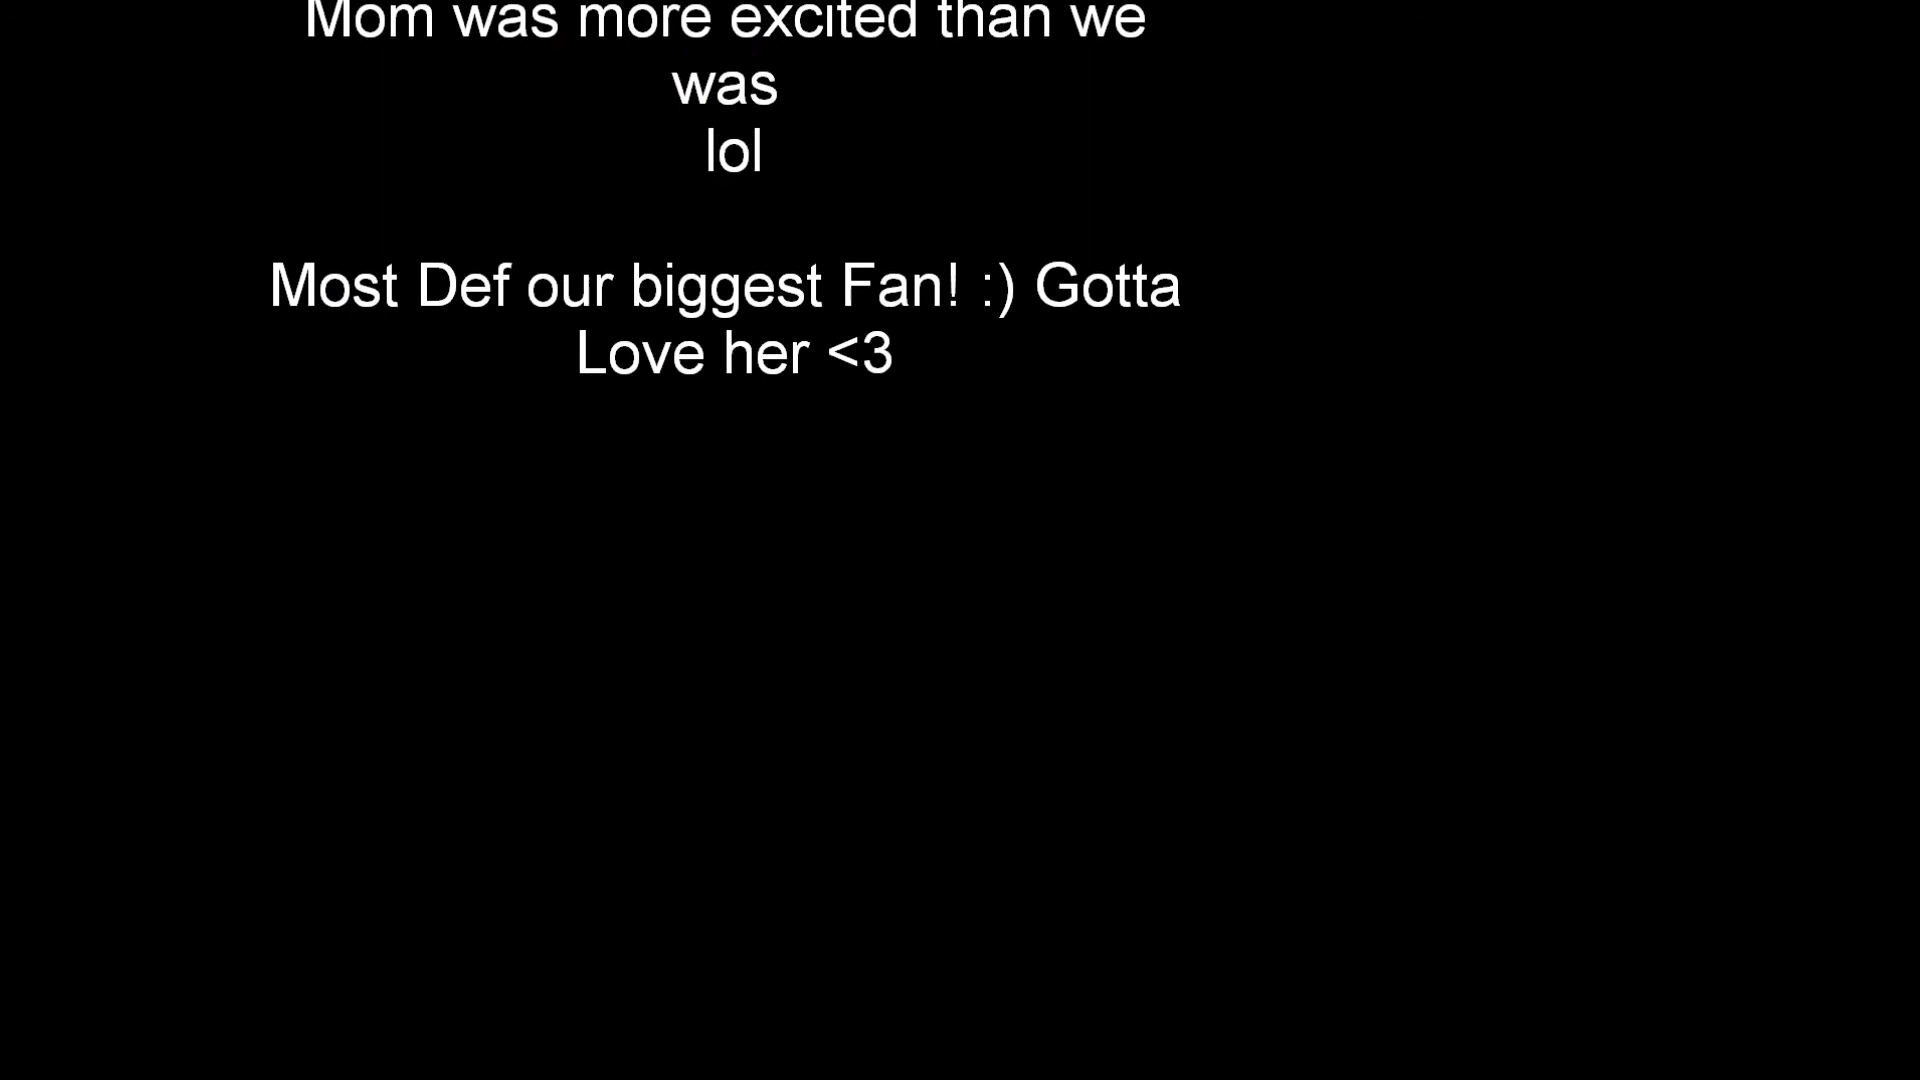 Mom was more excited than we
was
lol
Most Def our biggest Fan! :) Gotta
Love her <3